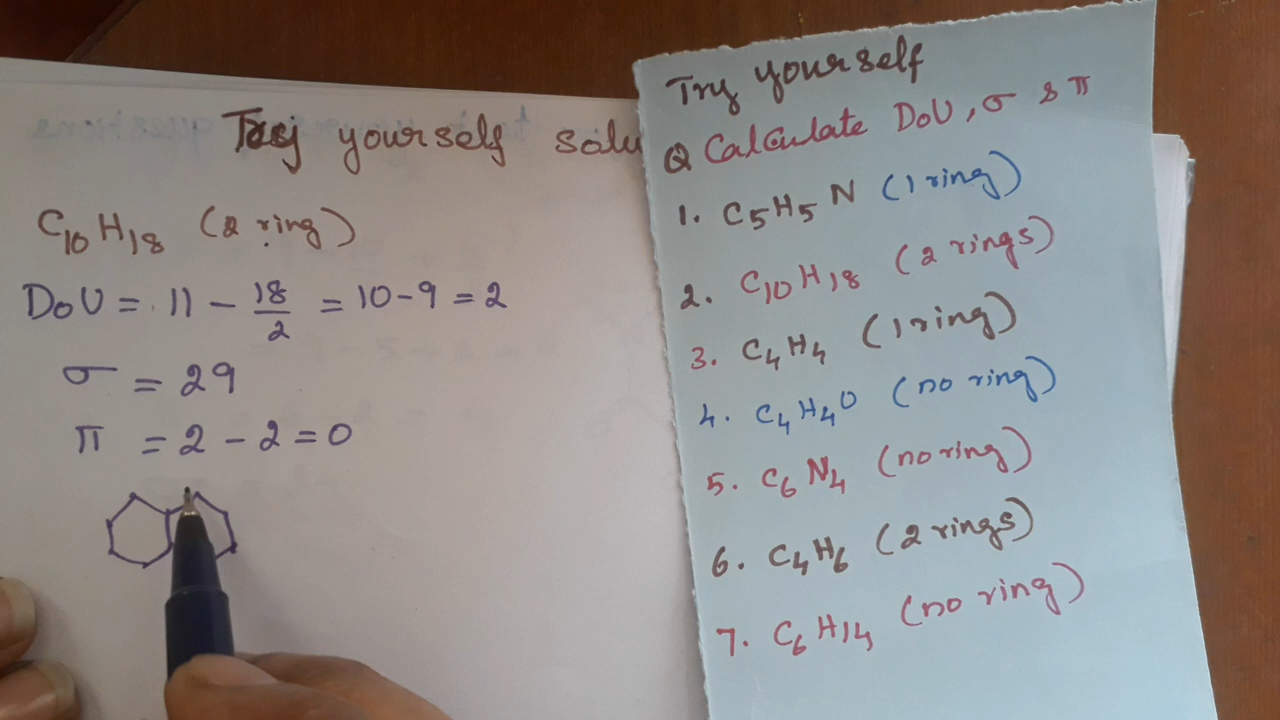 Try yourself solu
C₁₀H₁₈ (2 ring)
DoU = 11 - 18/2 = 10-9 = 2
σ = 29
π = 2 - 2 = 0
Try yourself
Q Calculate DoU, σ & π
1. C₅H₅N (1 ring)
2. C₁₀H₁₈ (2 rings)
3. C₄H₄ (1 ring)
4. C₄H₄O (no ring)
5. C₆N₄ (no ring)
6. C₄H₆ (2 rings)
7. C₆H₁₄ (no ring)